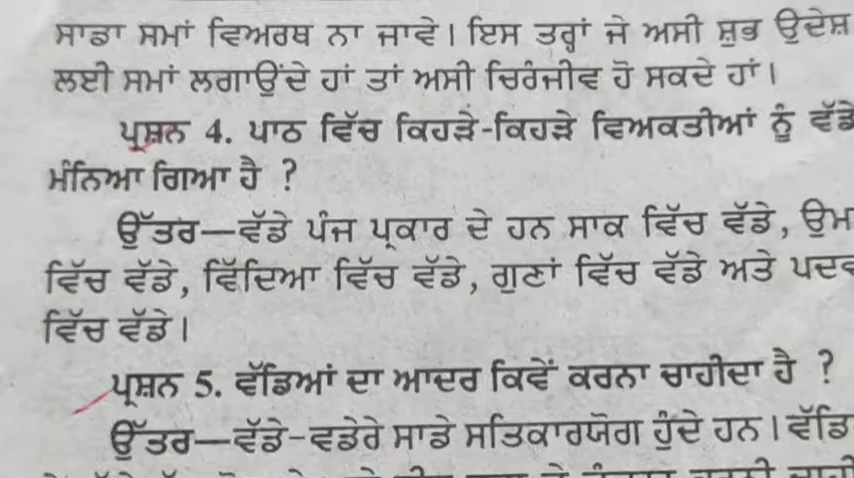 ਸਾਡਾ ਸਮਾਂ ਵਿਅਰਥ ਨਾ ਜਾਵੇ। ਇਸ ਤਰ੍ਹਾਂ ਜੇ ਅਸੀ ਸ਼ੁਭ ਉਦੇਸ਼
ਲਈ ਸਮਾਂ ਲਗਾਉਂਦੇ ਹਾਂ ਤਾਂ ਅਸੀ ਚਿਰੰਜੀਵ ਹੋ ਸਕਦੇ ਹਾਂ।
ਪ੍ਰਸ਼ਨ 4. ਪਾਠ ਵਿੱਚ ਕਿਹੜੇ-ਕਿਹੜੇ ਵਿਅਕਤੀਆਂ ਨੂੰ ਵੱਡੇ
ਮੰਨਿਆ ਗਿਆ ਹੈ ?
ਉੱਤਰ—ਵੱਡੇ ਪੰਜ ਪ੍ਰਕਾਰ ਦੇ ਹਨ ਸਾਕ ਵਿੱਚ ਵੱਡੇ, ਉਮ
ਵਿੱਚ ਵੱਡੇ, ਵਿੱਦਿਆ ਵਿੱਚ ਵੱਡੇ, ਗੁਣਾਂ ਵਿੱਚ ਵੱਡੇ ਅਤੇ
ਵਿੱਚ ਵੱਡੇ।
ਪ੍ਰਸ਼ਨ 5. ਵੱਡਿਆਂ ਦਾ ਆਦਰ ਕਿਵੇਂ ਕਰਨਾ ਚਾਹੀਦਾ ਹੈ ?
ਉੱਤਰ—ਵੱਡੇ-ਵਡੇਰੇ ਸਾਡੇ ਸਤਿਕਾਰਯੋਗ ਹੁੰਦੇ ਹਨ। ਵੱਡਿ